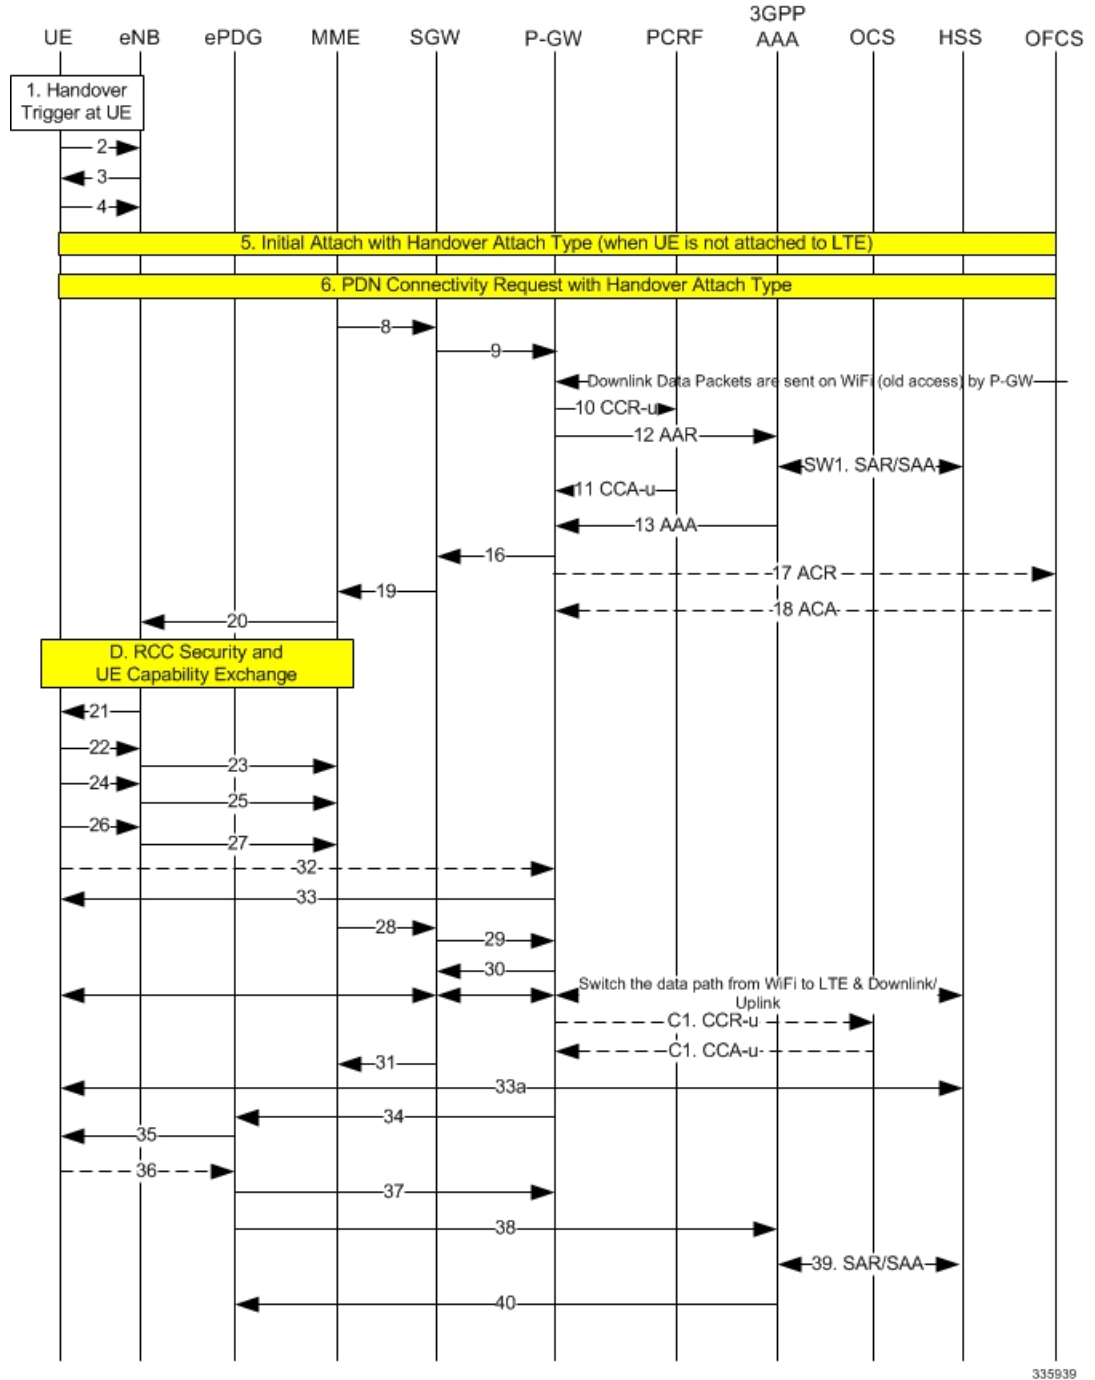 3GPP
UE eNB ePDG MME SGW P-GW PCRF AAA OCS HSS OFCS
1. Handover
Trigger at UE
2
3
4
5. Initial Attach with Handover Attach Type (when UE is not attached to LTE)
6. PDN Connectivity Request with Handover Attach Type
8
9
Downlink Data Packets are sent on WiFi (old access) by P-GW
10 CCR-u
12 AAR
SW1. SAR/SAA
11 CCA-u
13 AAA
16
17 ACR
19
18 ACA
20
D. RCC Security and
UE Capability Exchange
21
22
23
24
25
26
27
32
33
28
29
30
Switch the data path from WiFi to LTE & Downlink/
Uplink
C1. CCR-u
C1. CCA-u
31
33a
34
35
36
37
38
39. SAR/SAA
40
335939